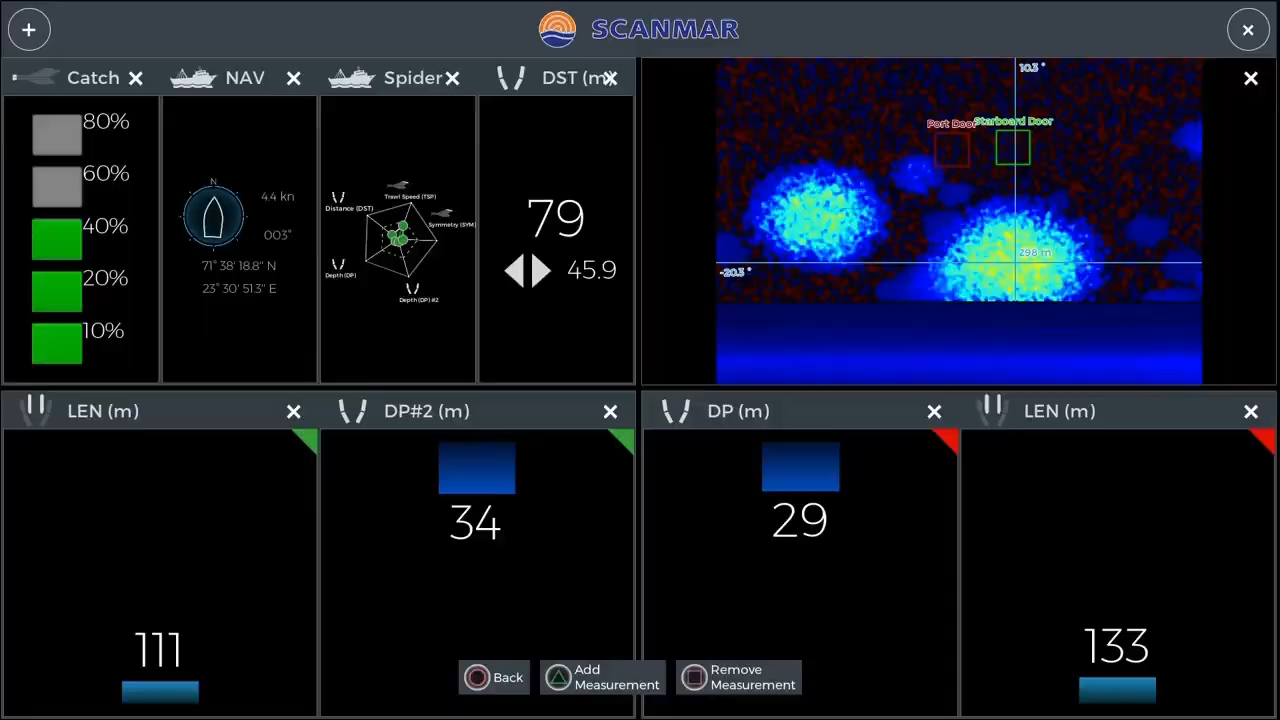 SCANMAR
Catch
NAV
Spider
DST (m)
80%
60%
40%
20%
10%
N
4.4 kn
003°
71° 38' 18.8" N
23° 30' 51.3" E
Trawl Speed (TSP)
Distance (DST)
Symmetry (SYM)
Depth (DP)
Depth (DP) #2
79
45.9
10.3 °
Port Door
Starboard Door
298 m
-20.3 °
LEN (m)
DP#2 (m)
DP (m)
LEN (m)
111
34
29
133
Back
Add
Measurement
Remove
Measurement